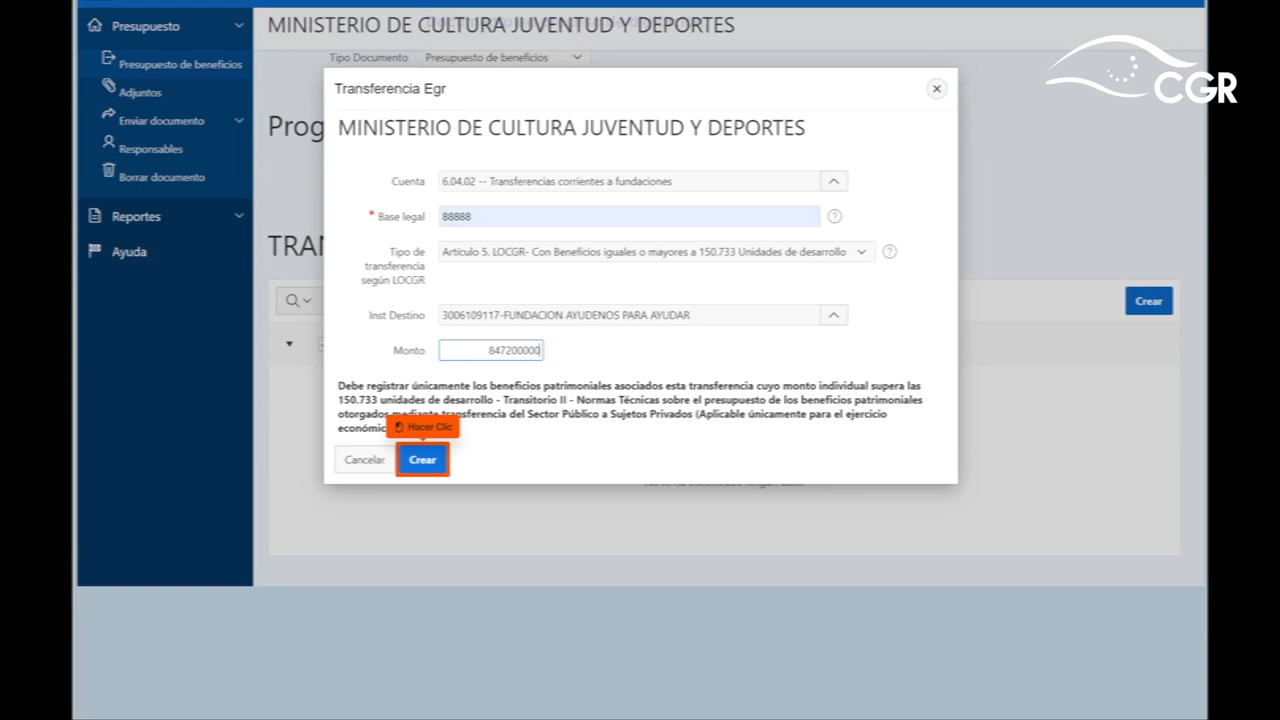 Presupuesto
Presupuesto de beneficios
Adjuntos
Enviar documento
Responsables
Borrar documento
Reportes
Ayuda
MINISTERIO DE CULTURA JUVENTUD Y DEPORTES
Tipo Documento Presupuesto de beneficios
CGR
Prog
TRAN
Crear
Transferencia Egr
MINISTERIO DE CULTURA JUVENTUD Y DEPORTES
Cuenta 6.04.02 -- Transferencias corrientes a fundaciones
* Base legal 88888
Tipo de transferencia según LOCGR Artículo 5. LOCGR- Con Beneficios iguales o mayores a 150.733 Unidades de desarrollo
Inst Destino 3006109117-FUNDACION AYUDENOS PARA AYUDAR
Monto 847200000
Debe registrar únicamente los beneficios patrimoniales asociados esta transferencia cuyo monto individual supera las
150.733 unidades de desarrollo - Transitorio II - Normas Técnicas sobre el presupuesto de los beneficios patrimoniales
otorgados mediante transferencia del Sector Público a Sujetos Privados (Aplicable únicamente para el ejercicio
económic
Hacer Clic
Cancelar Crear